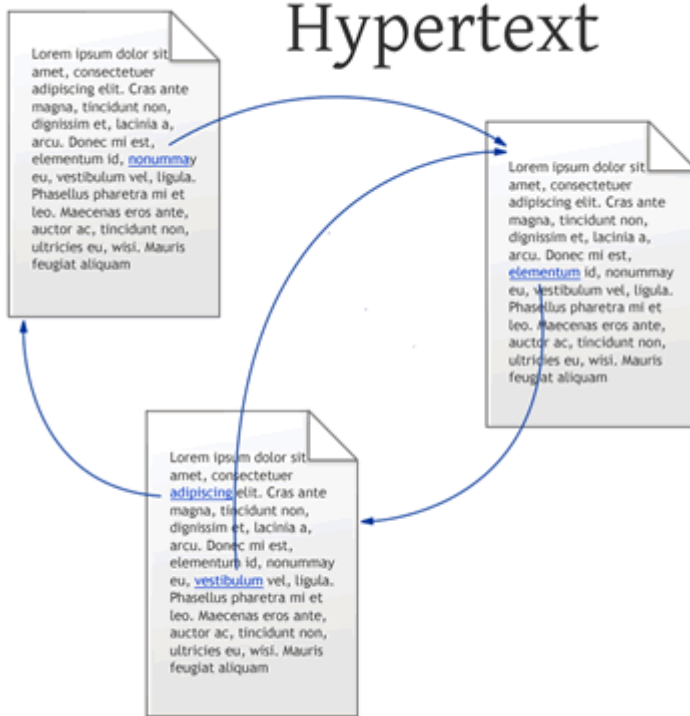 Hypertext
Lorem ipsum dolor sit
amet, consectetuer
adipiscing elit. Cras ante
magna, tincidunt non,
dignissim et, lacinia a,
arcu. Donec mi est,
elementum id, nonummay
eu, vestibulum vel, ligula.
Phasellus pharetra mi et
leo. Maecenas eros ante,
auctor ac, tincidunt non,
ultricies eu, wisi. Mauris
feugiat aliquam
Lorem ipsum dolor sit
amet, consectetuer
adipiscing elit. Cras ante
magna, tincidunt non,
dignissim et, lacinia a,
arcu. Donec mi est,
elementum id, nonummay
eu, vestibulum vel, ligula.
Phasellus pharetra mi et
leo. Maecenas eros ante,
auctor ac, tincidunt non,
ultricies eu, wisi. Mauris
feugiat aliquam
Lorem ipsum dolor sit
amet, consectetuer
adipiscing elit. Cras ante
magna, tincidunt non,
dignissim et, lacinia a,
arcu. Donec mi est,
elementum id, nonummay
eu, vestibulum vel, ligula.
Phasellus pharetra mi et
leo. Maecenas eros ante,
auctor ac, tincidunt non,
ultricies eu, wisi. Mauris
feugiat aliquam